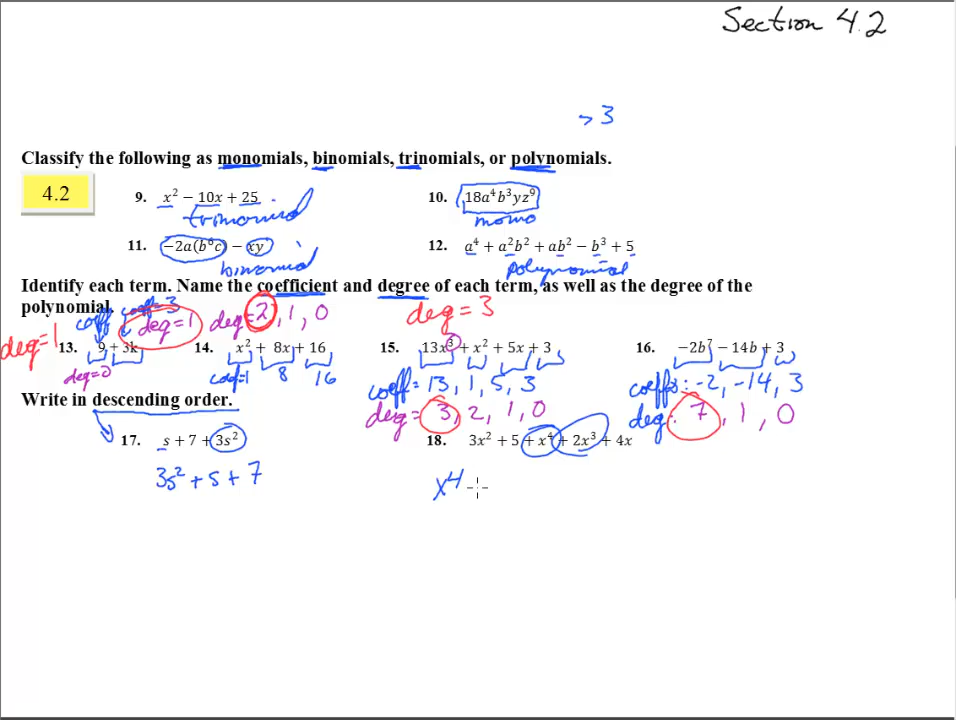 Section 4.2
> 3
Classify the following as monomials, binomials, trinomials, or polynomials.
4.2
9. x² − 10x + 25
10. 18a⁴b³yz⁹
trinomial
mono
11. −2a(b⁶c) − xy
12. a⁴ + a²b² + ab² − b³ + 5
binomial
polynomial
Identify each term. Name the coefficient and degree of each term, as well as the degree of the
polynomial.
coeff coeff=3
deg=1 deg=2, 1, 0 deg=3
deg=1
13. 9 + 3k
14. x² + 8x + 16
15. 13x³ + x² + 5x + 3
16. −2b⁷ − 14b + 3
deg=0
coeff=1 8 16
coeff= 13, 1, 5, 3
coeffs: -2, -14, 3
Write in descending order.
deg= 3, 2, 1, 0
deg: 7, 1, 0
17. s + 7 + 3s²
18. 3x² + 5 + x⁴ + 2x³ + 4x
3s² + s + 7
x⁴